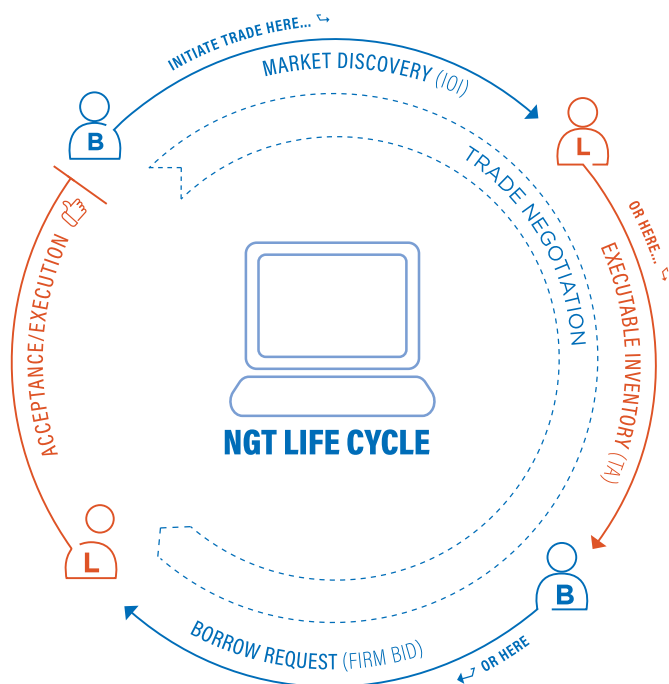 INITIATE TRADE HERE...
MARKET DISCOVERY (IOI)
B
L
TRADE NEGOTIATION
OR HERE...
EXECUTABLE INVENTORY (TA)
ACCEPTANCE/EXECUTION
NGT LIFE CYCLE
L
B
BORROW REQUEST (FIRM BID)
OR HERE